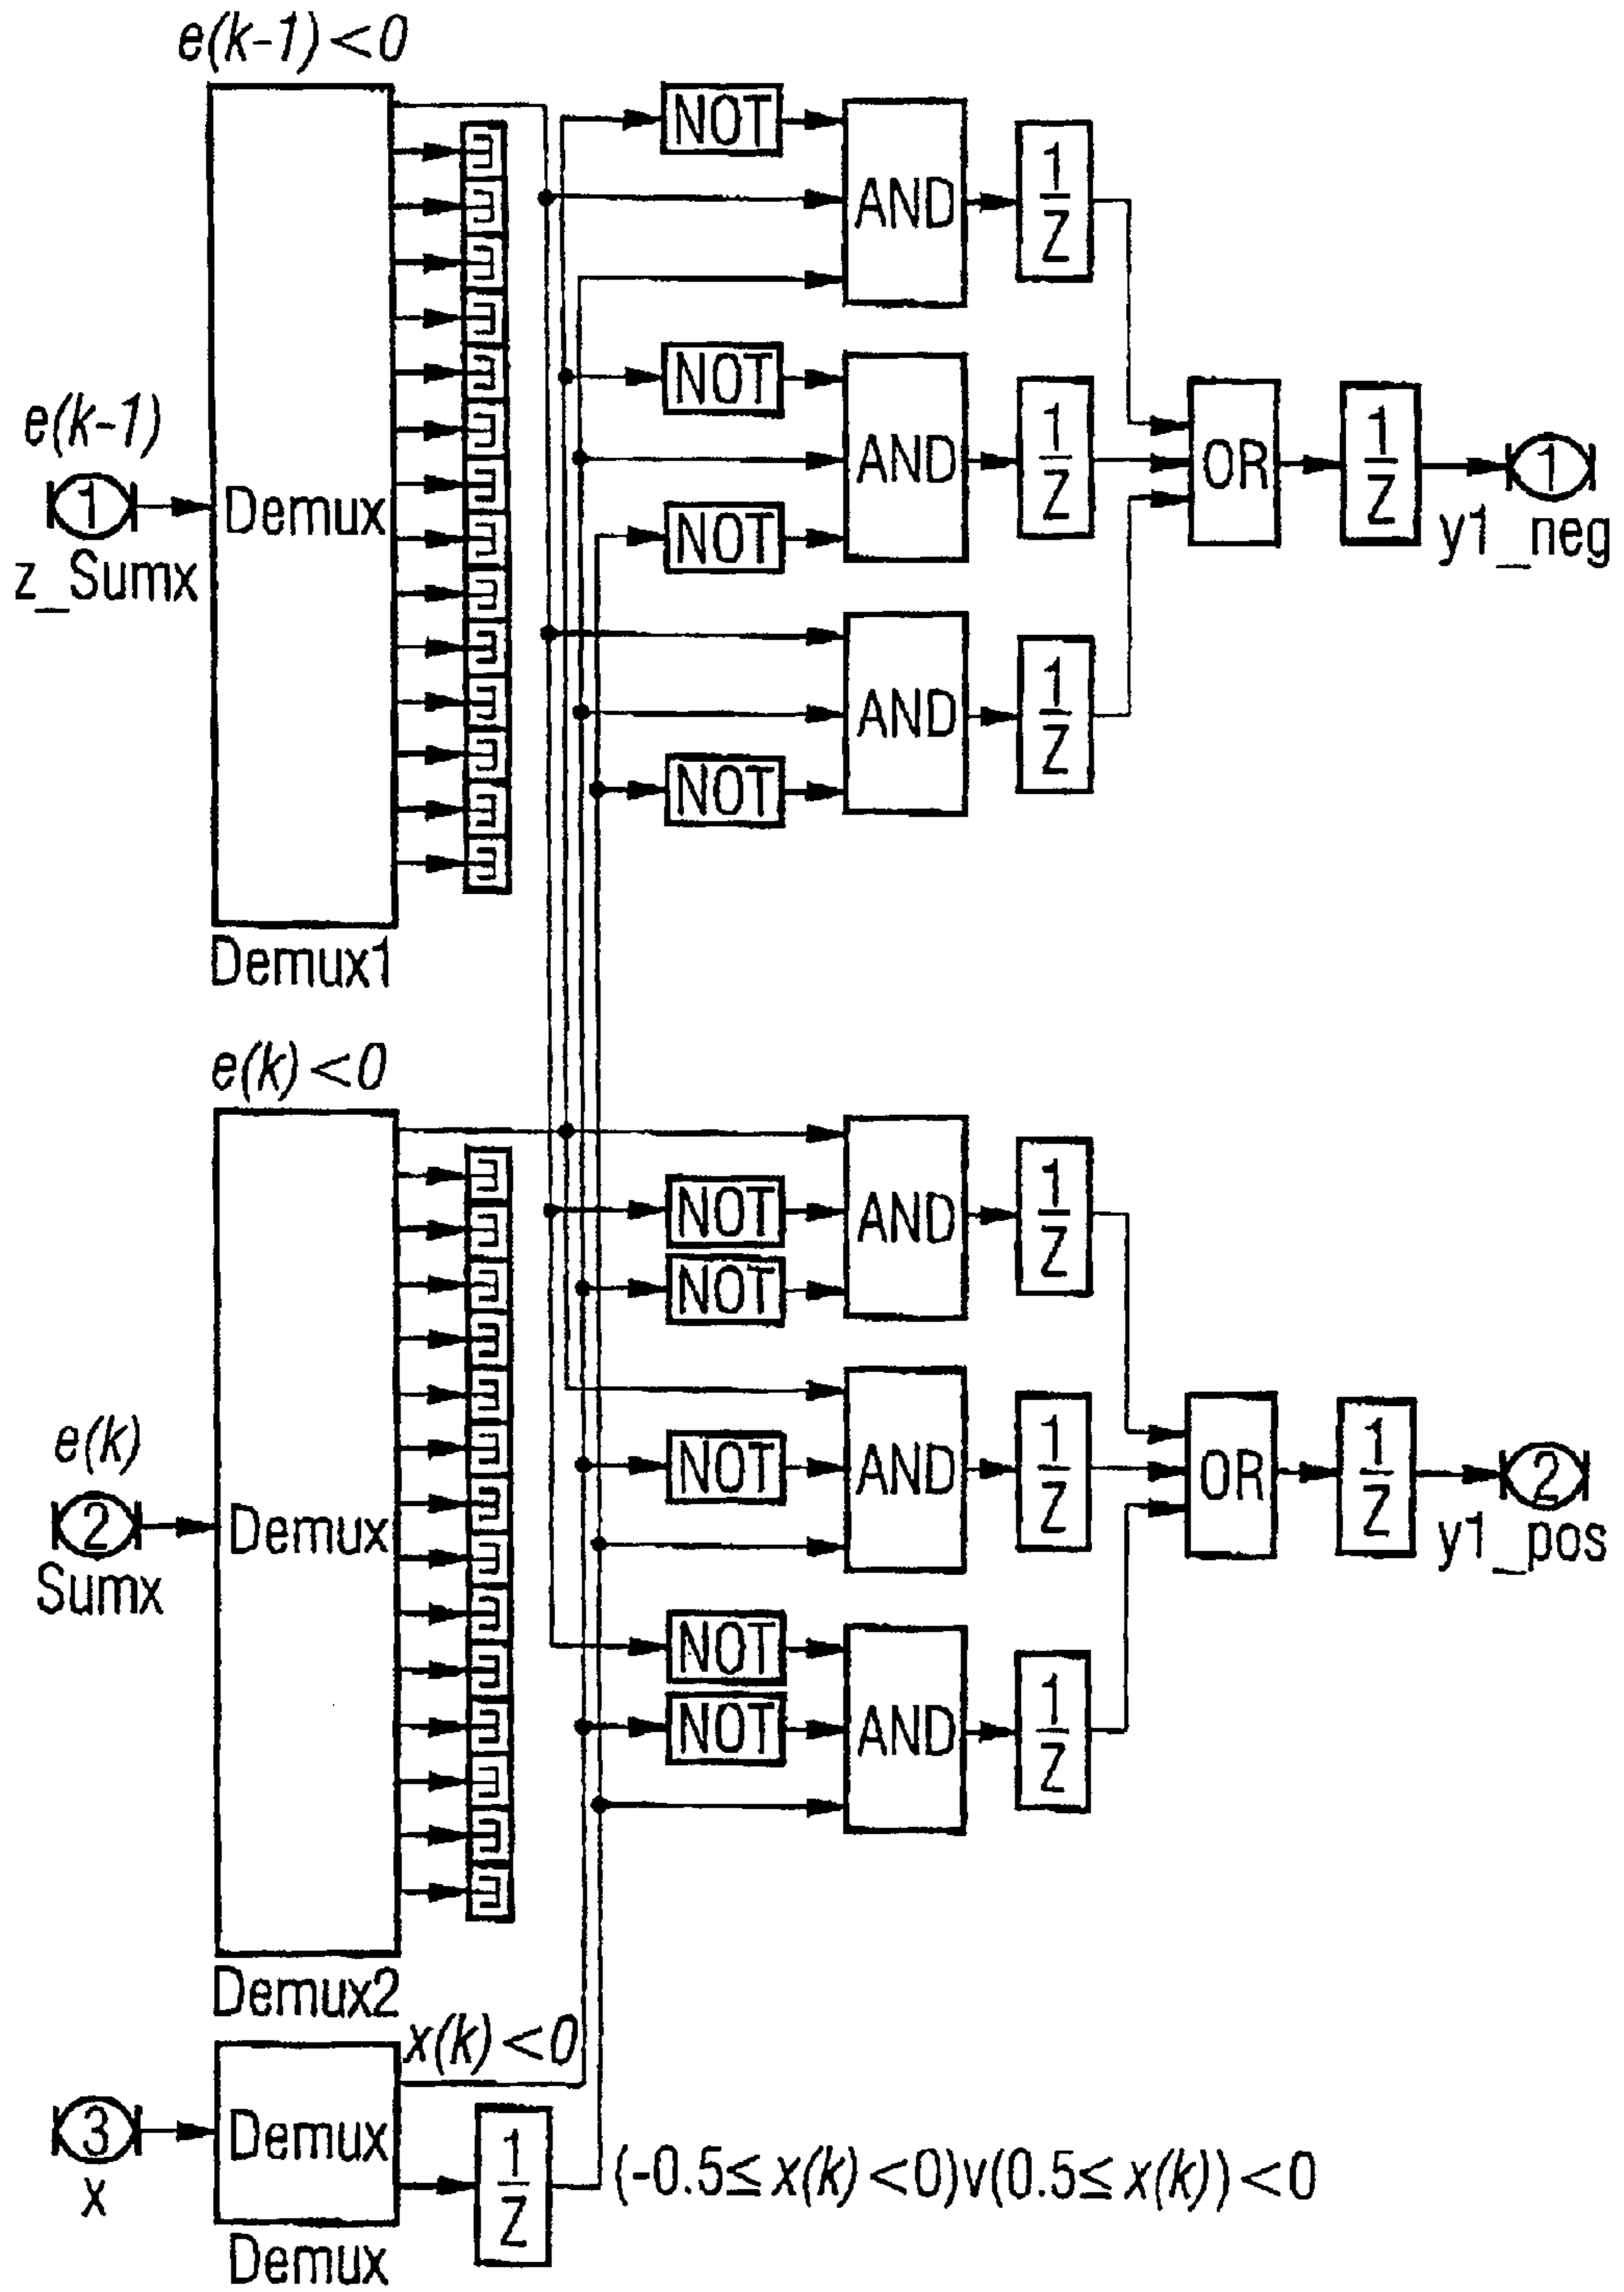 e(k-1)<0
NOT
AND
1
Z
NOT
AND
1
Z
e(k-1)
1
z_Sumx
Demux
NOT
OR
1
Z
1
y1_neg
AND
1
Z
NOT
Demux1
e(k)<0
AND
1
Z
NOT
NOT
e(k)
2
Sumx
Demux
NOT
AND
1
Z
OR
1
Z
2
y1_pos
NOT
NOT
AND
1
Z
Demux2
x(k)<0
3
x
Demux
1
Z
(-0.5≤x(k)<0)v(0.5≤x(k))<0
Demux